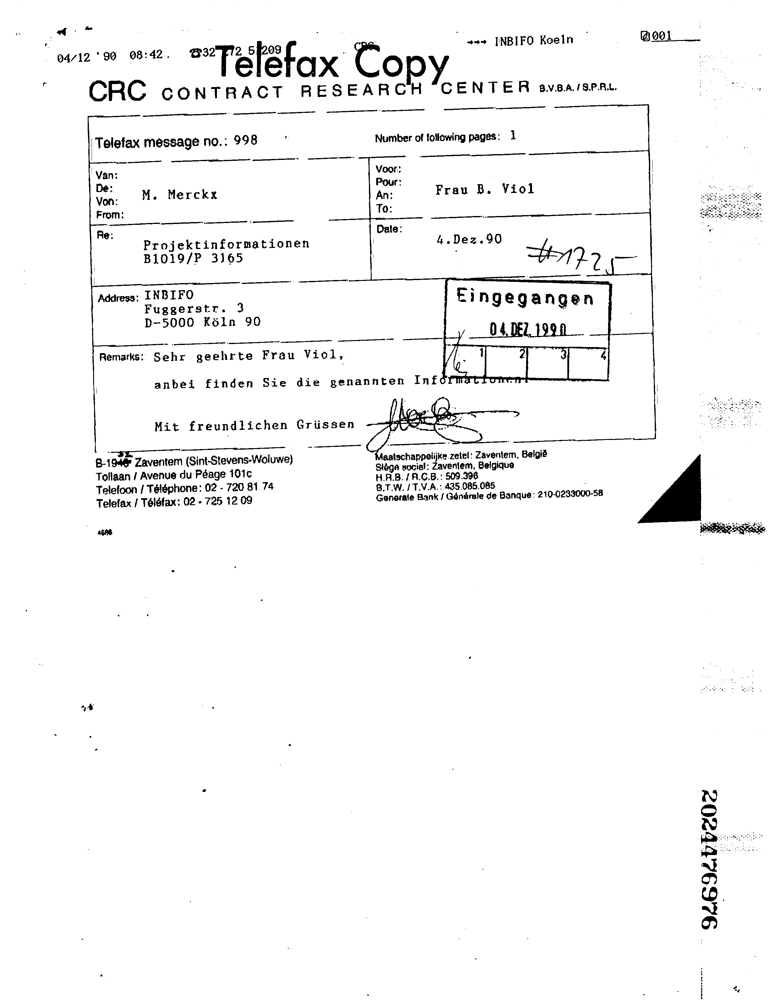 04/12 '90 08:42. ☎32 2 72 5 1209 CRC →→→ INBIFO Koeln 001
Telefax Copy
CRC CONTRACT RESEARCH CENTER B.V.B.A. / S.P.R.L.
Telefax message no.: 998
Number of following pages: 1
Van:
De:
Von:
From:
M. Merckx
Voor:
Pour:
An:
To:
Frau B. Viol
Re:
Projektinformationen
B1019/P 3165
Date:
4.Dez.90
#1725
Address: INBIFO
Fuggerstr. 3
D-5000 Köln 90
Eingegangen
04. DEZ. 1990
1 2 3 4
Remarks: Sehr geehrte Frau Viol,
anbei finden Sie die genannten Informationen.
Mit freundlichen Grüssen
Zaventem (Sint-Stevens-Woluwe)
Tollaan / Avenue du Péage 101c
Telefoon / Téléphone: 02 - 720 81 74
Telefax / Téléfax: 02 - 725 12 09
Maatschappelijke zetel: Zaventem, België
Siège social: Zaventem, Belgique
H.R.B. / R.C.B.: 509.396
B.T.W. / T.V.A.: 435.085.085
Generale Bank / Générale de Banque: 210-0233000-58
2024476976